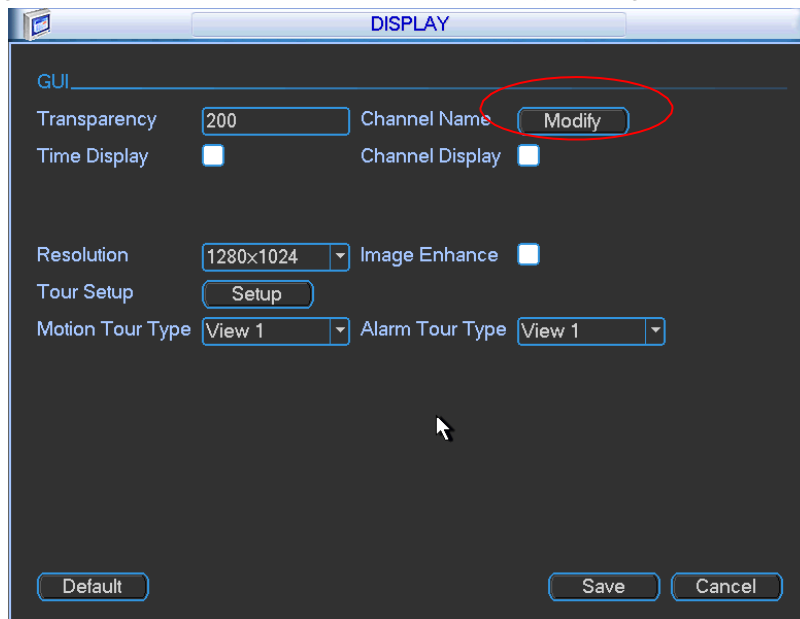 DISPLAY
GUI
Transparency 200 Channel Name Modify
Time Display Channel Display
Resolution 1280×1024 Image Enhance
Tour Setup Setup
Motion Tour Type View 1 Alarm Tour Type View 1
Default Save Cancel